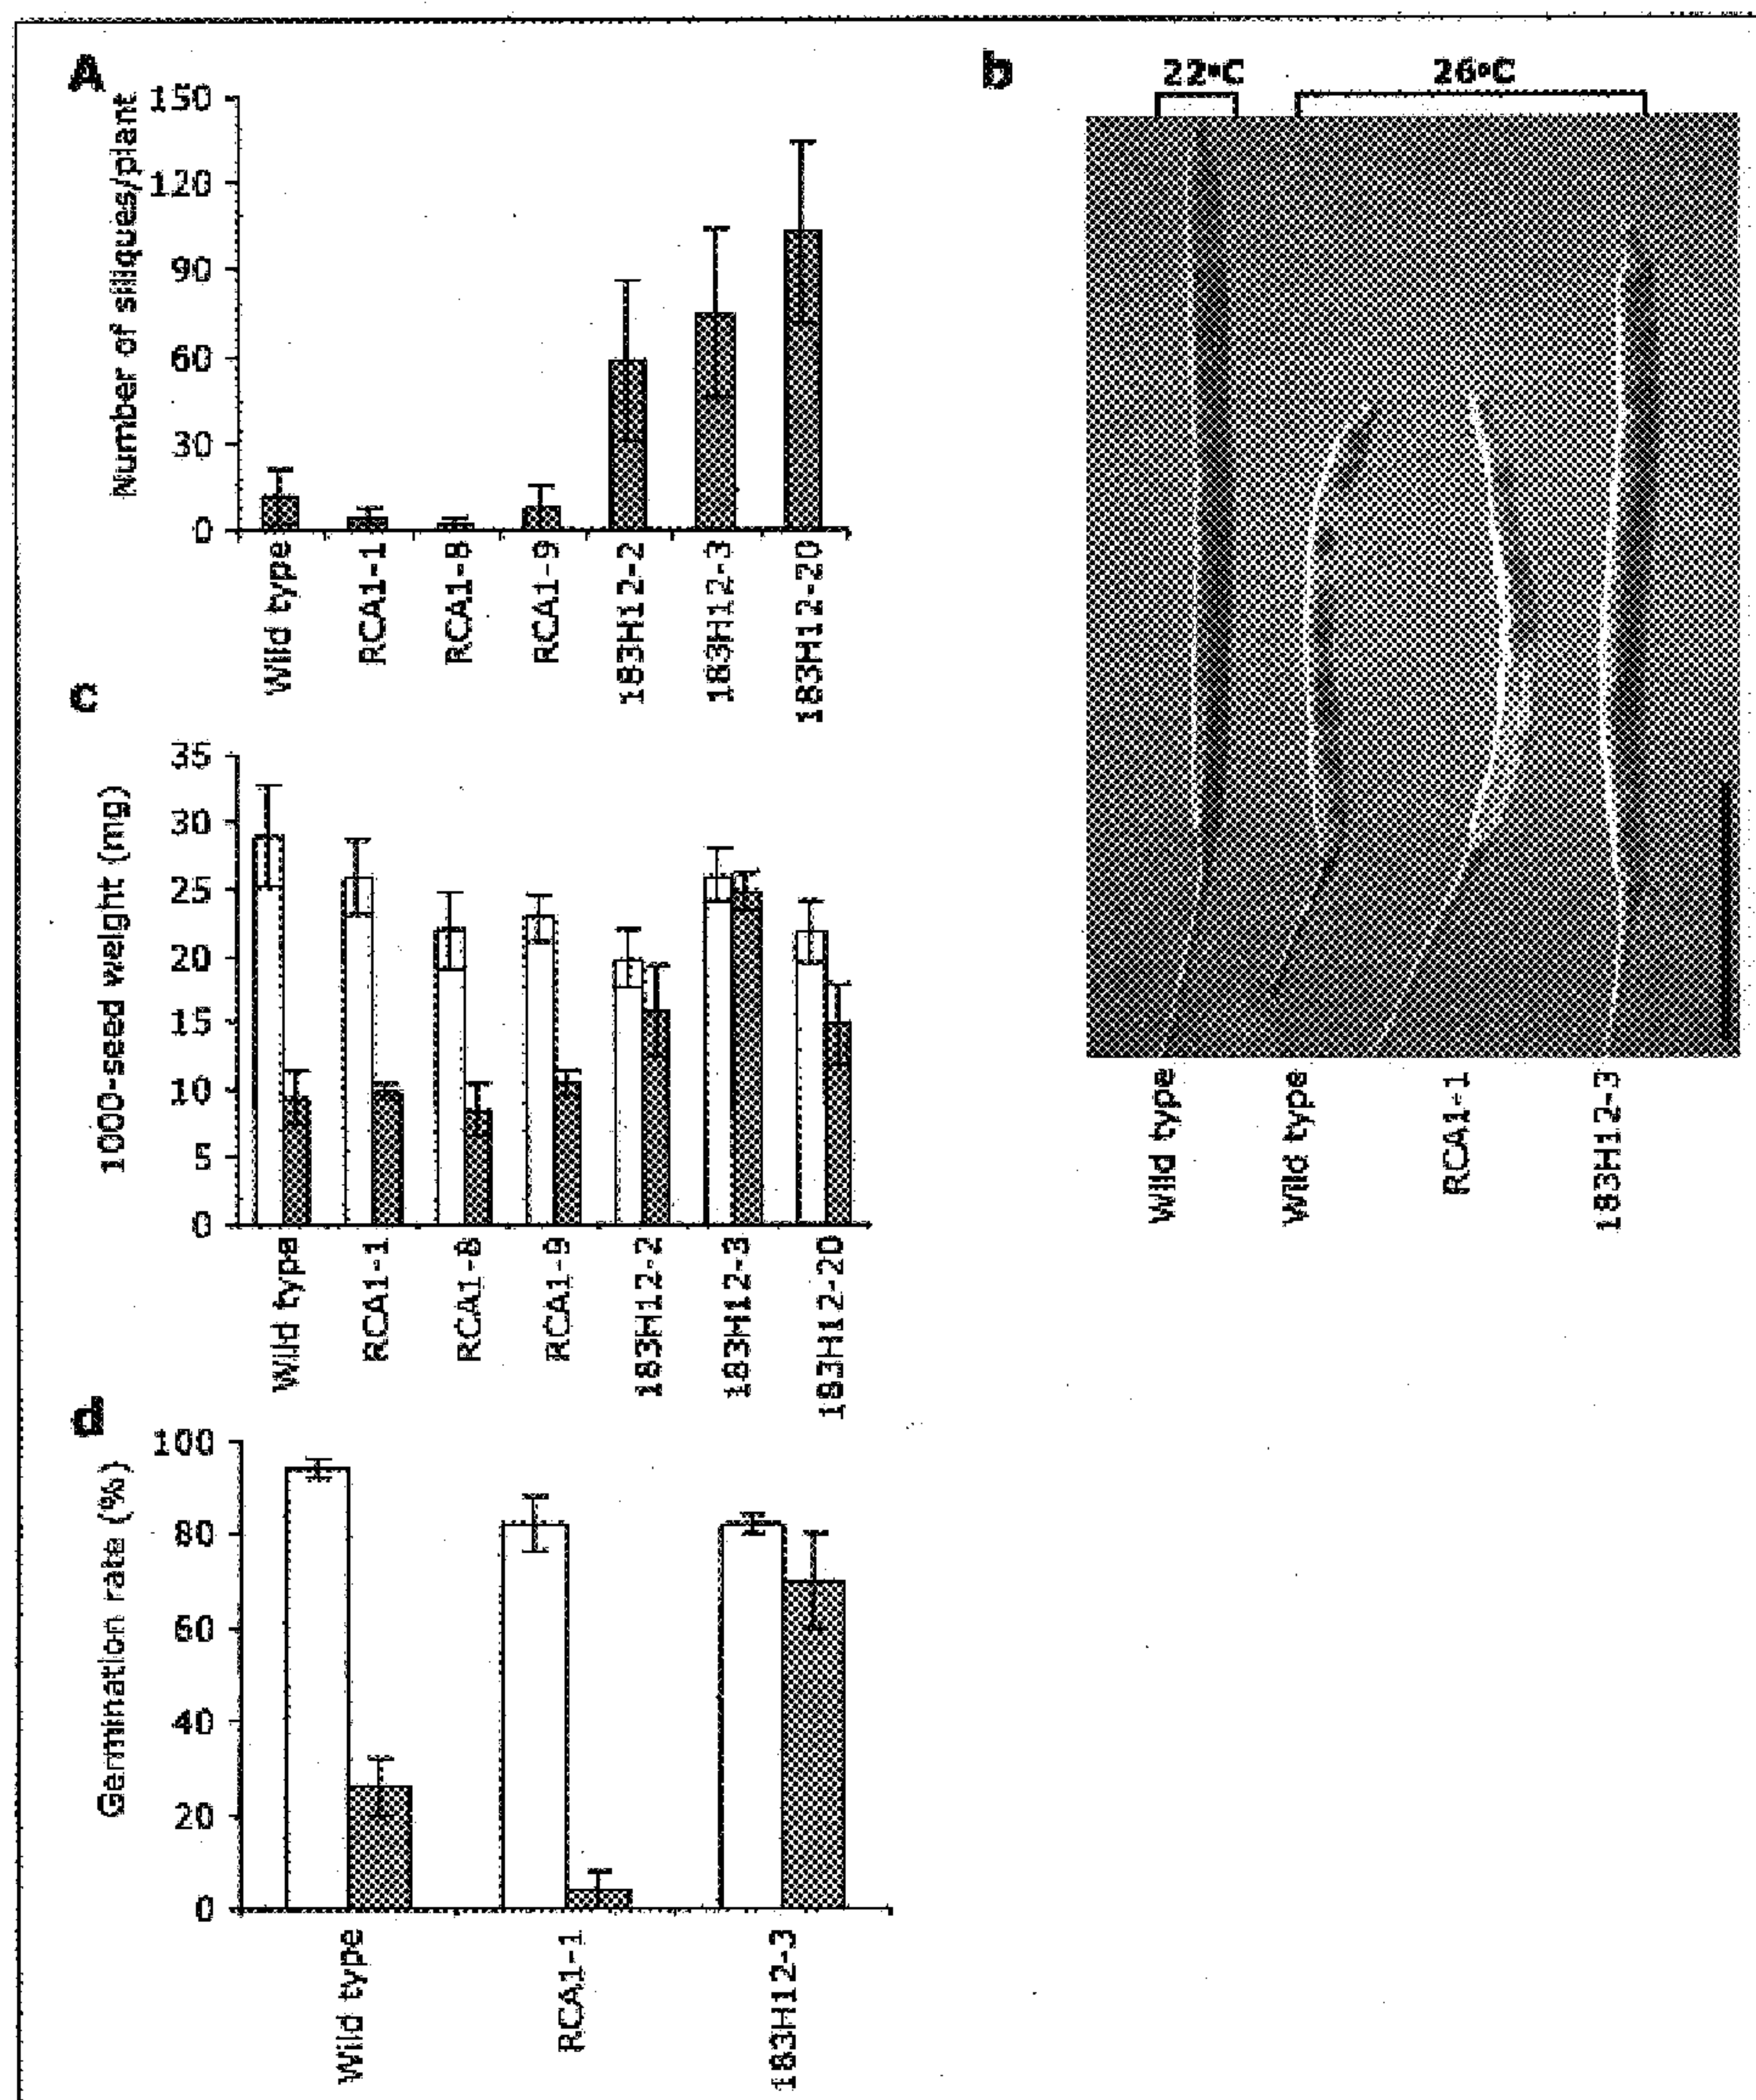 A
Number of siliques/plant
150
120
90
60
30
0
Wild type
RCA1-1
RCA1-8
RCA1-9
183H12-2
183H12-3
183H12-20
b
22°C
26°C
Wild type
Wild type
RCA1-1
183H12-3
c
1000-seed weight (mg)
35
30
25
20
15
10
5
0
Wild type
RCA1-1
RCA1-8
RCA1-9
183H12-2
183H12-3
183H12-20
d
Germination rate (%)
100
80
60
40
20
0
Wild type
RCA1-1
183H12-3